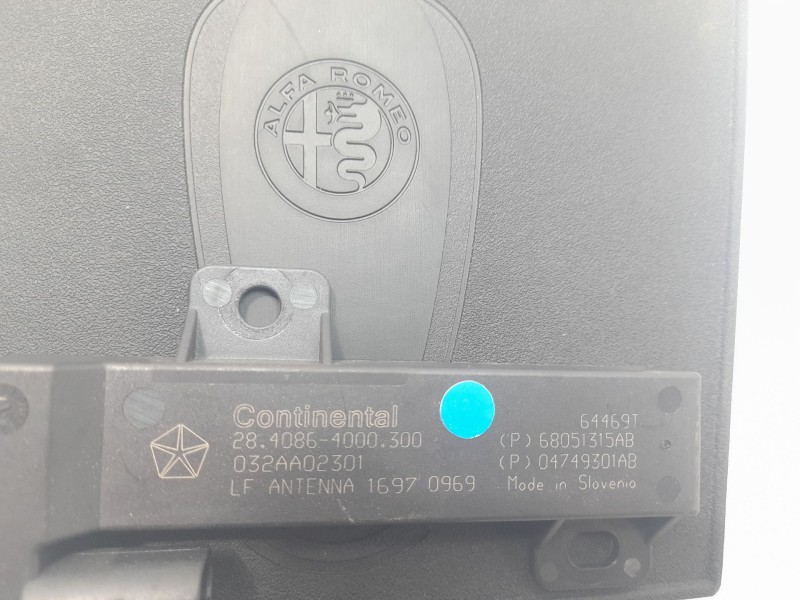 ALFA ROMEO
Continental
28.4086-4000.300
032AA02301
LF ANTENNA 1697 0969
64469T
(P) 68051315AB
(P) 04749301AB
Made in Slovenia